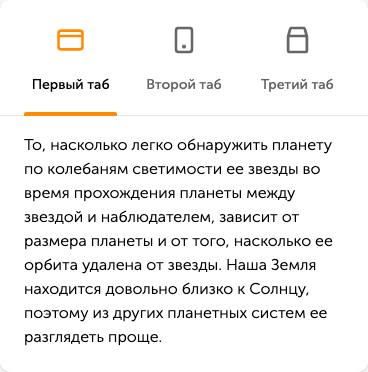 Первый таб Второй таб Третий таб
То, насколько легко обнаружить планету
по колебаням светимости ее звезды во
время прохождения планеты между
звездой и наблюдателем, зависит от
размера планеты и от того, насколько ее
орбита удалена от звезды. Наша Земля
находится довольно близко к Солнцу,
поэтому из других планетных систем ее
разглядеть проще.